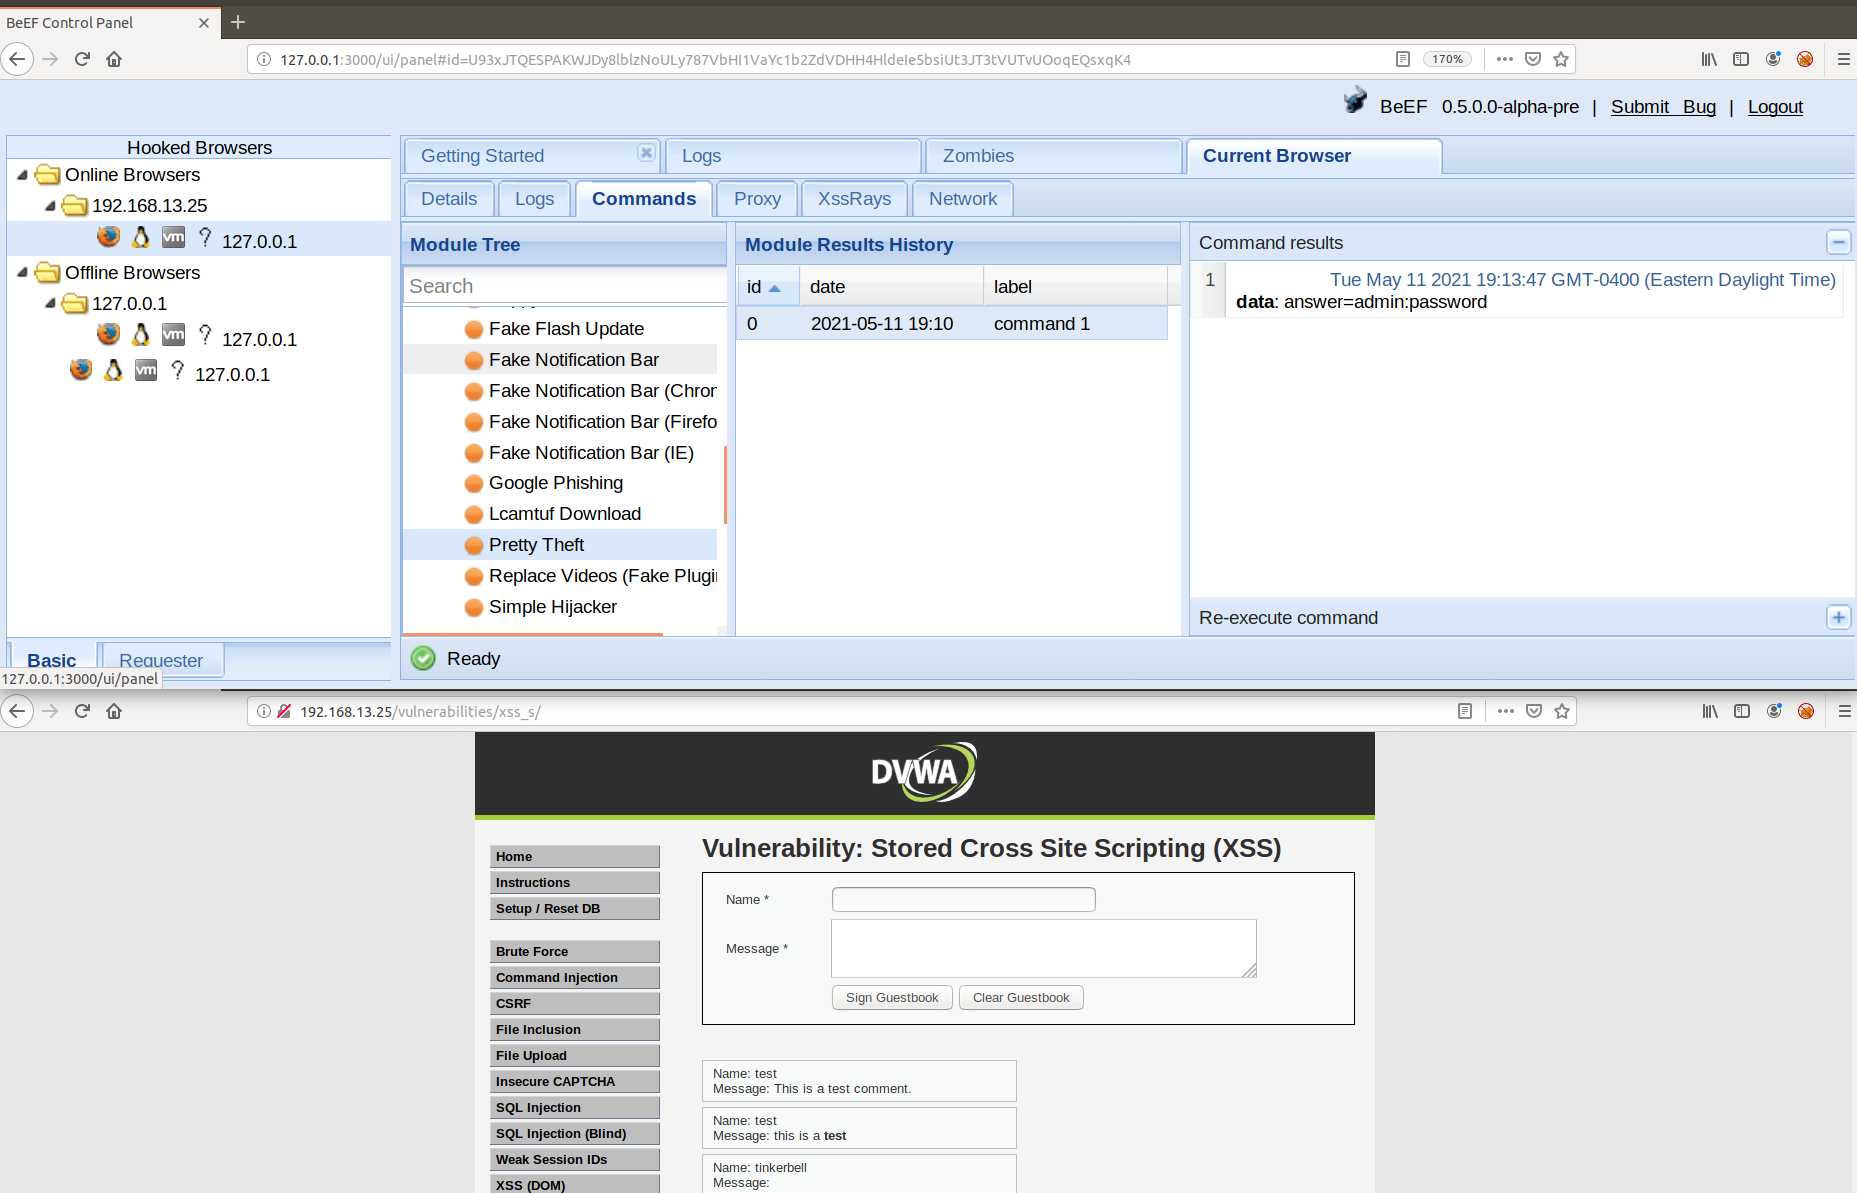 BeEF Control Panel
127.0.0.1:3000/ui/panel#id=U93xJTQESPAKWJDy8lblzNoULy787VbHI1VaYc1b2ZdVDHH4HldeIe5bsiUt3JT3tVUTvUOoqEQsxqK4
170%
BeEF 0.5.0.0-alpha-pre | Submit Bug | Logout
Hooked Browsers
Online Browsers
192.168.13.25
vm ? 127.0.0.1
Offline Browsers
127.0.0.1
vm ? 127.0.0.1
vm ? 127.0.0.1
Basic
Requester
127.0.0.1:3000/ui/panel
Getting Started
Logs
Zombies
Current Browser
Details
Logs
Commands
Proxy
XssRays
Network
Module Tree
Search
Fake Flash Update
Fake Notification Bar
Fake Notification Bar (Chrom
Fake Notification Bar (Firefo
Fake Notification Bar (IE)
Google Phishing
Lcamtuf Download
Pretty Theft
Replace Videos (Fake Plugin
Simple Hijacker
Module Results History
id date label
0 2021-05-11 19:10 command 1
Command results
1 Tue May 11 2021 19:13:47 GMT-0400 (Eastern Daylight Time)
data: answer=admin:password
Re-execute command
Ready
192.168.13.25/vulnerabilities/xss_s/
DVWA
Home
Instructions
Setup / Reset DB
Brute Force
Command Injection
CSRF
File Inclusion
File Upload
Insecure CAPTCHA
SQL Injection
SQL Injection (Blind)
Weak Session IDs
XSS (DOM)
Vulnerability: Stored Cross Site Scripting (XSS)
Name *
Message *
Sign Guestbook
Clear Guestbook
Name: test
Message: This is a test comment.
Name: test
Message: this is a test
Name: tinkerbell
Message: